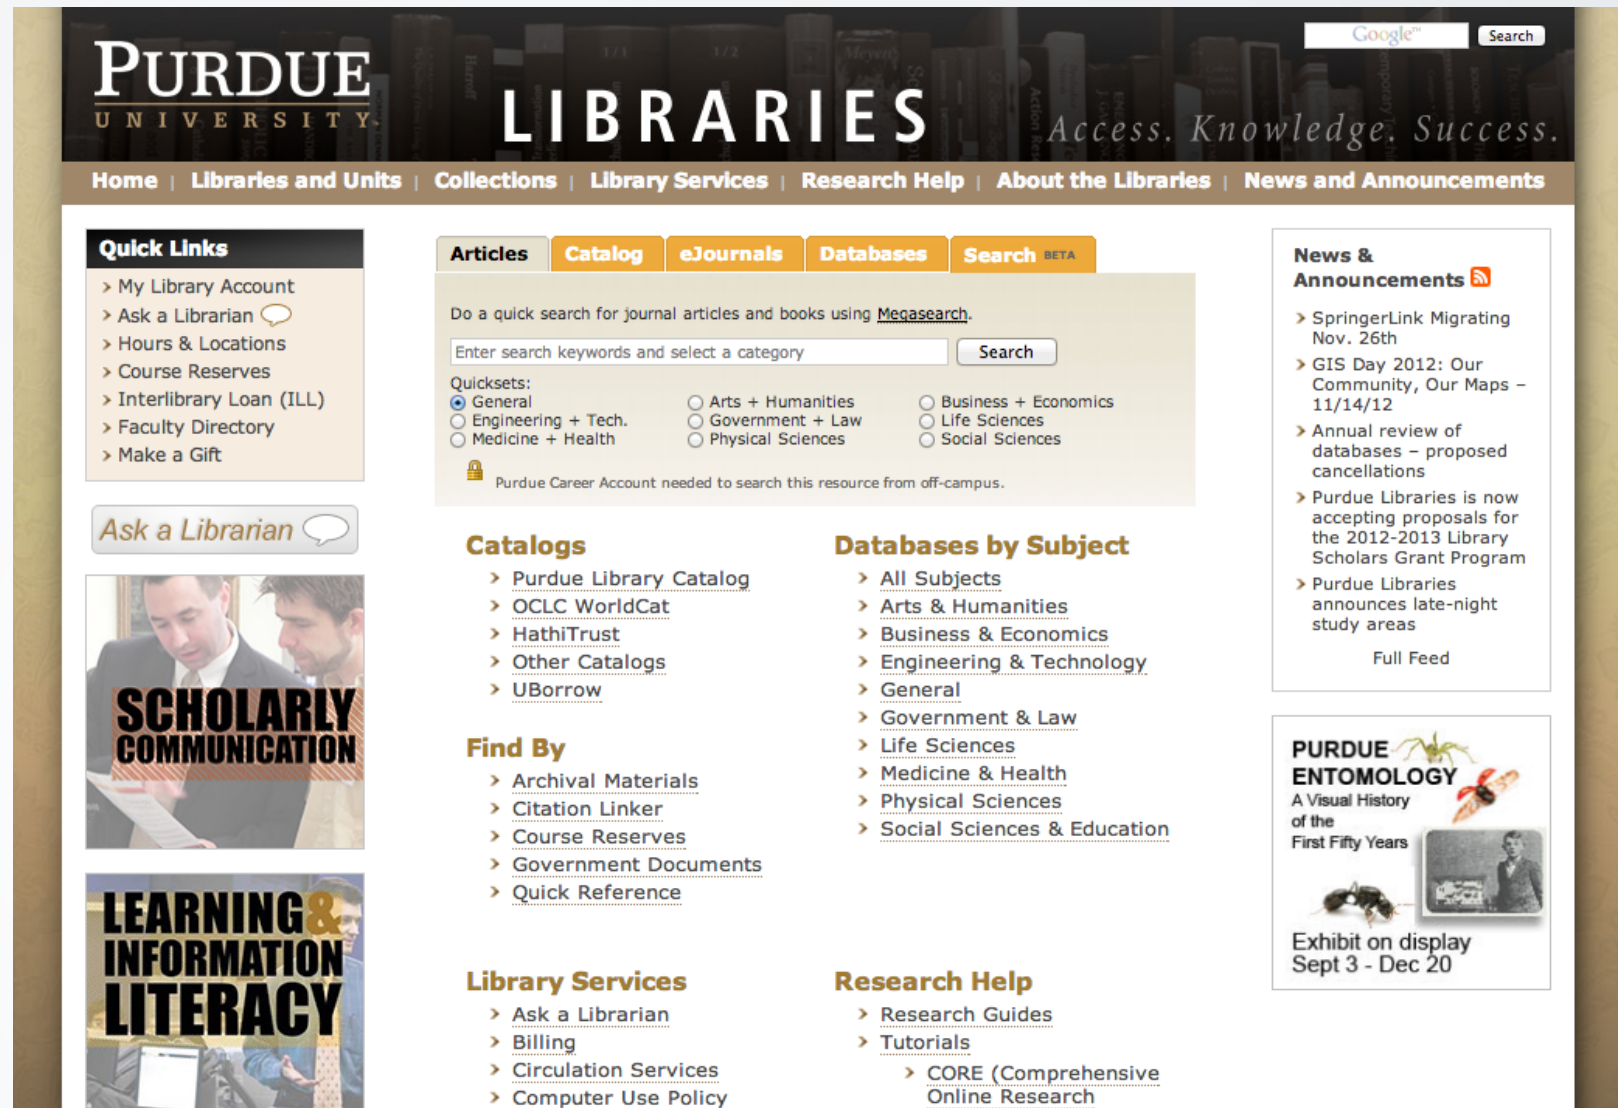 PURDUE
UNIVERSITY
LIBRARIES
Access. Knowledge. Success.
Google™
Search
Home | Libraries and Units | Collections | Library Services | Research Help | About the Libraries | News and Announcements
Quick Links
My Library Account
Ask a Librarian
Hours & Locations
Course Reserves
Interlibrary Loan (ILL)
Faculty Directory
Make a Gift
Ask a Librarian
SCHOLARLY
COMMUNICATION
LEARNING&
INFORMATION
LITERACY
Articles
Catalog
eJournals
Databases
Search BETA
Do a quick search for journal articles and books using Megasearch.
Enter search keywords and select a category
Search
Quicksets:
General
Arts + Humanities
Business + Economics
Engineering + Tech.
Government + Law
Life Sciences
Medicine + Health
Physical Sciences
Social Sciences
Purdue Career Account needed to search this resource from off-campus.
Catalogs
Purdue Library Catalog
OCLC WorldCat
HathiTrust
Other Catalogs
UBorrow
Find By
Archival Materials
Citation Linker
Course Reserves
Government Documents
Quick Reference
Library Services
Ask a Librarian
Billing
Circulation Services
Computer Use Policy
Databases by Subject
All Subjects
Arts & Humanities
Business & Economics
Engineering & Technology
General
Government & Law
Life Sciences
Medicine & Health
Physical Sciences
Social Sciences & Education
Research Help
Research Guides
Tutorials
CORE (Comprehensive
Online Research
News &
Announcements
SpringerLink Migrating
Nov. 26th
GIS Day 2012: Our
Community, Our Maps –
11/14/12
Annual review of
databases – proposed
cancellations
Purdue Libraries is now
accepting proposals for
the 2012-2013 Library
Scholars Grant Program
Purdue Libraries
announces late-night
study areas
Full Feed
PURDUE
ENTOMOLOGY
A Visual History
of the
First Fifty Years
Exhibit on display
Sept 3 - Dec 20